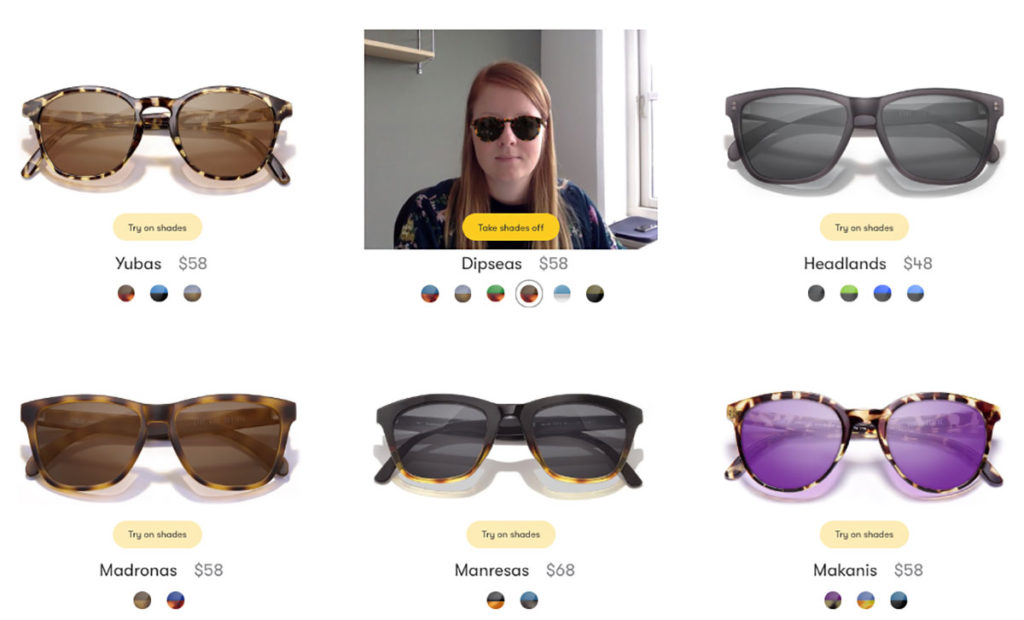 Try on shades
Take shades off
Try on shades
Yubas $58
Dipseas $58
Headlands $48
Try on shades
Try on shades
Try on shades
Madronas $58
Manresas $68
Makanis $58